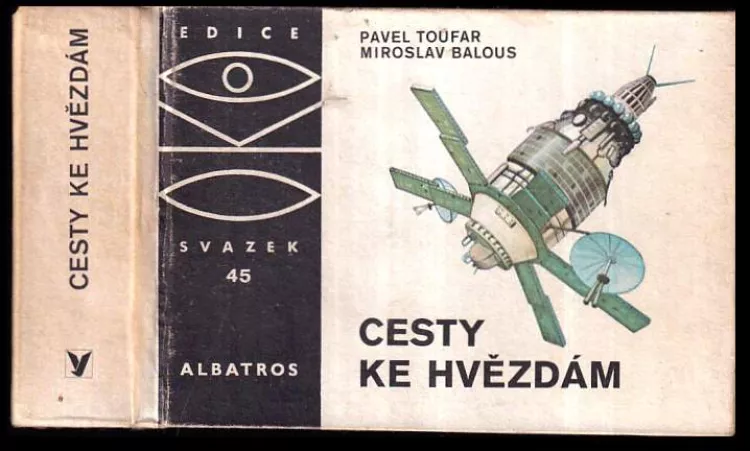 CESTY KE HVĚZDÁM
EDICE
SVAZEK
45
ALBATROS
PAVEL TOUFAR
MIROSLAV BALOUS
CESTY
KE HVĚZDÁM